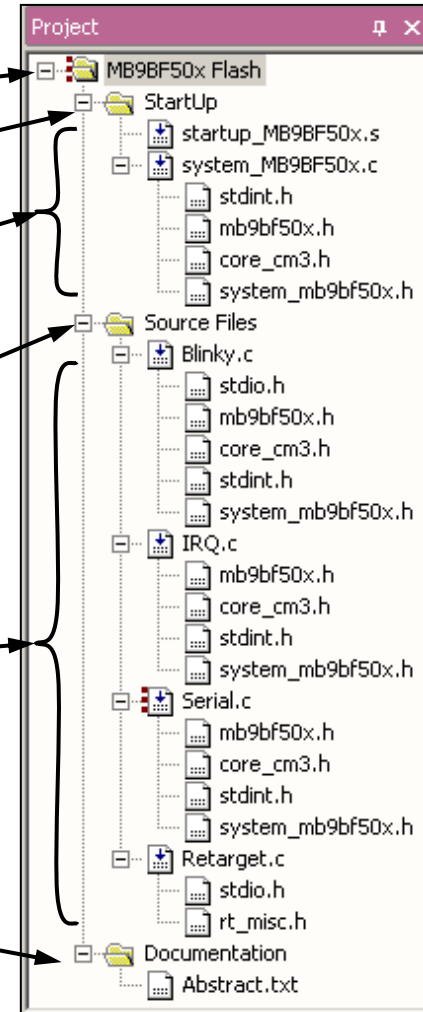 Project
MB9BF50x Flash
StartUp
startup_MB9BF50x.s
system_MB9BF50x.c
stdint.h
mb9bf50x.h
core_cm3.h
system_mb9bf50x.h
Source Files
Blinky.c
stdio.h
mb9bf50x.h
core_cm3.h
stdint.h
system_mb9bf50x.h
IRQ.c
mb9bf50x.h
core_cm3.h
stdint.h
system_mb9bf50x.h
Serial.c
mb9bf50x.h
core_cm3.h
stdint.h
system_mb9bf50x.h
Retarget.c
stdio.h
rt_misc.h
Documentation
Abstract.txt